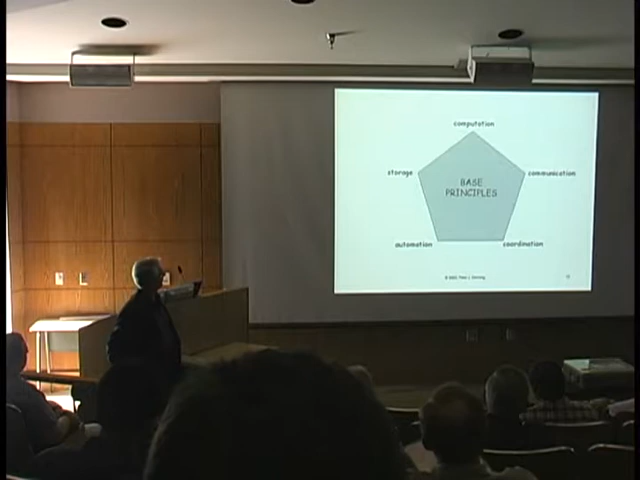 computation
storage
communication
BASE
PRINCIPLES
automation
coordination